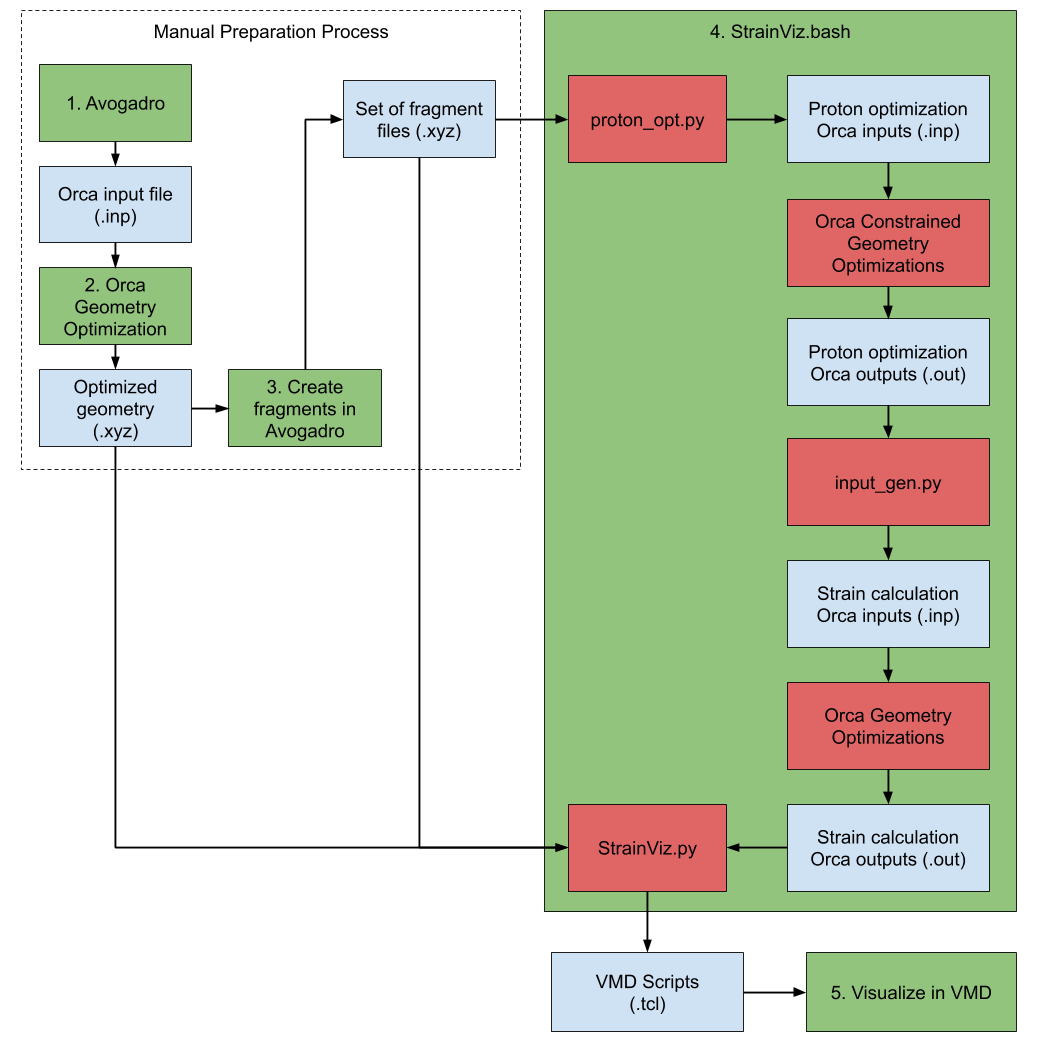 Manual Preparation Process
1. Avogadro
Orca input file
(.inp)
2. Orca
Geometry
Optimization
Optimized
geometry
(.xyz)
3. Create
fragments in
Avogadro
Set of fragment
files (.xyz)
4. StrainViz.bash
proton_opt.py
Proton optimization
Orca inputs (.inp)
Orca Constrained
Geometry
Optimizations
Proton optimization
Orca outputs (.out)
input_gen.py
Strain calculation
Orca inputs (.inp)
Orca Geometry
Optimizations
Strain calculation
Orca outputs (.out)
StrainViz.py
VMD Scripts
(.tcl)
5. Visualize in VMD